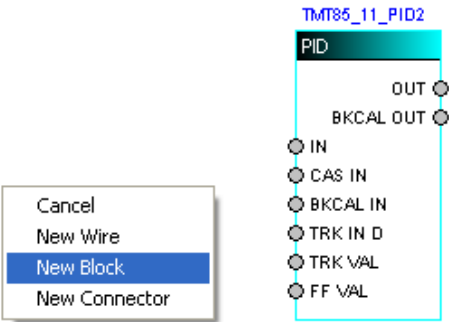 TMT85_11_PID2
PID
OUT
BKCAL OUT
IN
CAS IN
BKCAL IN
TRK IN D
TRK VAL
FF VAL
Cancel
New Wire
New Block
New Connector